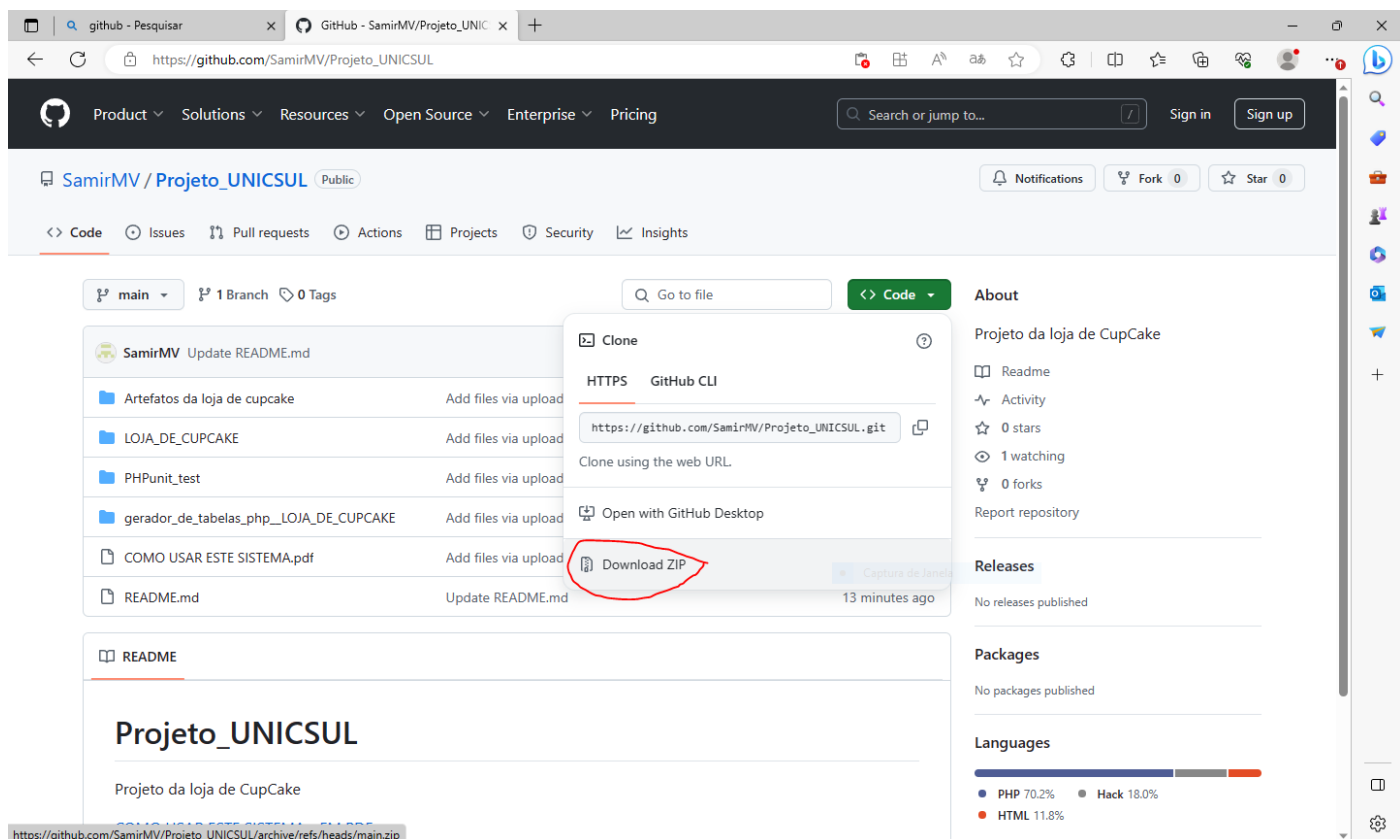 github - Pesquisar
GitHub - SamirMV/Projeto_UNIC
https://github.com/SamirMV/Projeto_UNICSUL
Product Solutions Resources Open Source Enterprise Pricing
Search or jump to... /
Sign in Sign up
SamirMV / Projeto_UNICSUL Public
Notifications Fork 0 Star 0
Code Issues Pull requests Actions Projects Security Insights
main 1 Branch 0 Tags
Go to file
Code
SamirMV Update README.md
Artefatos da loja de cupcake Add files via upload
LOJA_DE_CUPCAKE Add files via upload
PHPunit_test Add files via upload
gerador_de_tabelas_php__LOJA_DE_CUPCAKE Add files via upload
COMO USAR ESTE SISTEMA.pdf Add files via upload
README.md Update README.md 13 minutes ago
Clone
HTTPS GitHub CLI
https://github.com/SamirMV/Projeto_UNICSUL.git
Clone using the web URL.
Open with GitHub Desktop
Download ZIP
Captura de Janela
README
Projeto_UNICSUL
Projeto da loja de CupCake
About
Projeto da loja de CupCake
Readme
Activity
0 stars
1 watching
0 forks
Report repository
Releases
No releases published
Packages
No packages published
Languages
PHP 70.2% Hack 18.0%
HTML 11.8%
https://github.com/SamirMV/Projeto_UNICSUL/archive/refs/heads/main.zip